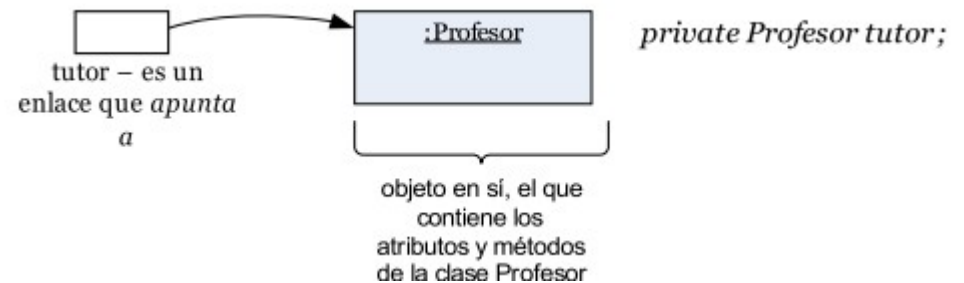 :Profesor
private Profesor tutor;
tutor – es un
enlace que apunta
a
objeto en sí, el que
contiene los
atributos y métodos
de la clase Profesor